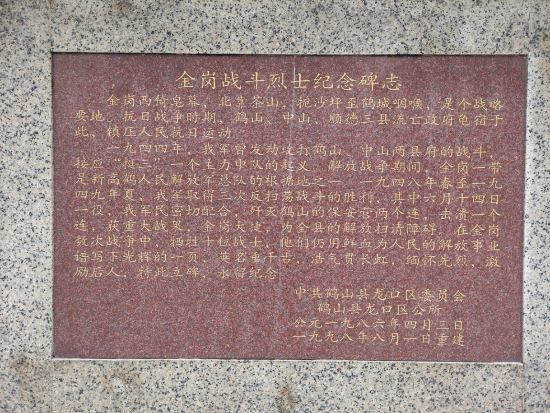 金岗战斗烈士纪念碑志
金岗西倚皂幕，北靠茶山，扼沙坪至鹤城咽喉，是个战略
要地。抗日战争时期，鹤山、中山、顺德三县流亡政府龟宿于
此，镇压人民抗日运动。
一九四四年，我军曾发动攻打鹤山、中山两县府的战斗，
接应“挺三”一个主力中队的起义。解放战争期间，金岗一带
是新高鹤人民解放军总队的根据地之一。一九四八年春至一九
四九年夏，我军取得三次反扫荡战斗的胜利，其中六月十四日
一役，我军民密切配合，歼灭鹤山的保安营两个连，击溃一个
连，获重大战果，金岗大捷，为全县的解放扫清障碍。在金岗
数次战争中，牺牲十位战士，他们仍用鲜血为人民的解放事业
谱写下光辉的一页，英名垂千古，浩气贯长虹，缅怀先烈，激
励后人，特此立碑，永留纪念
中共鹤山县龙口区委员会
鹤山县龙口区公所
公元一九八六年四月三日
一九九八年八月一日重建